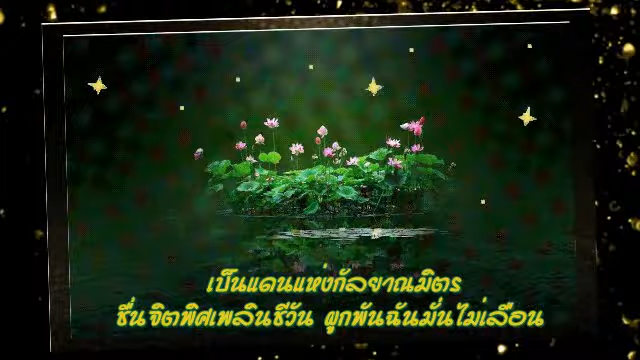 เป็นแดนแหงกัลยาณมิตร
ชื่นจิตพิศเพลินชีวัน ผูกพันฉันมั่นไม่เลือน